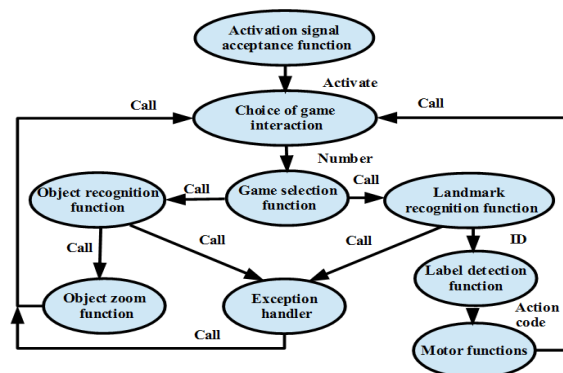 Activation signal
acceptance function
Activate
Call
Call
Choice of game
interaction
Number
Object recognition
function
Call
Game selection
function
Call
Landmark
recognition function
Call
Call
Call
ID
Label detection
function
Object zoom
function
Exception
handler
Action
code
Call
Motor functions